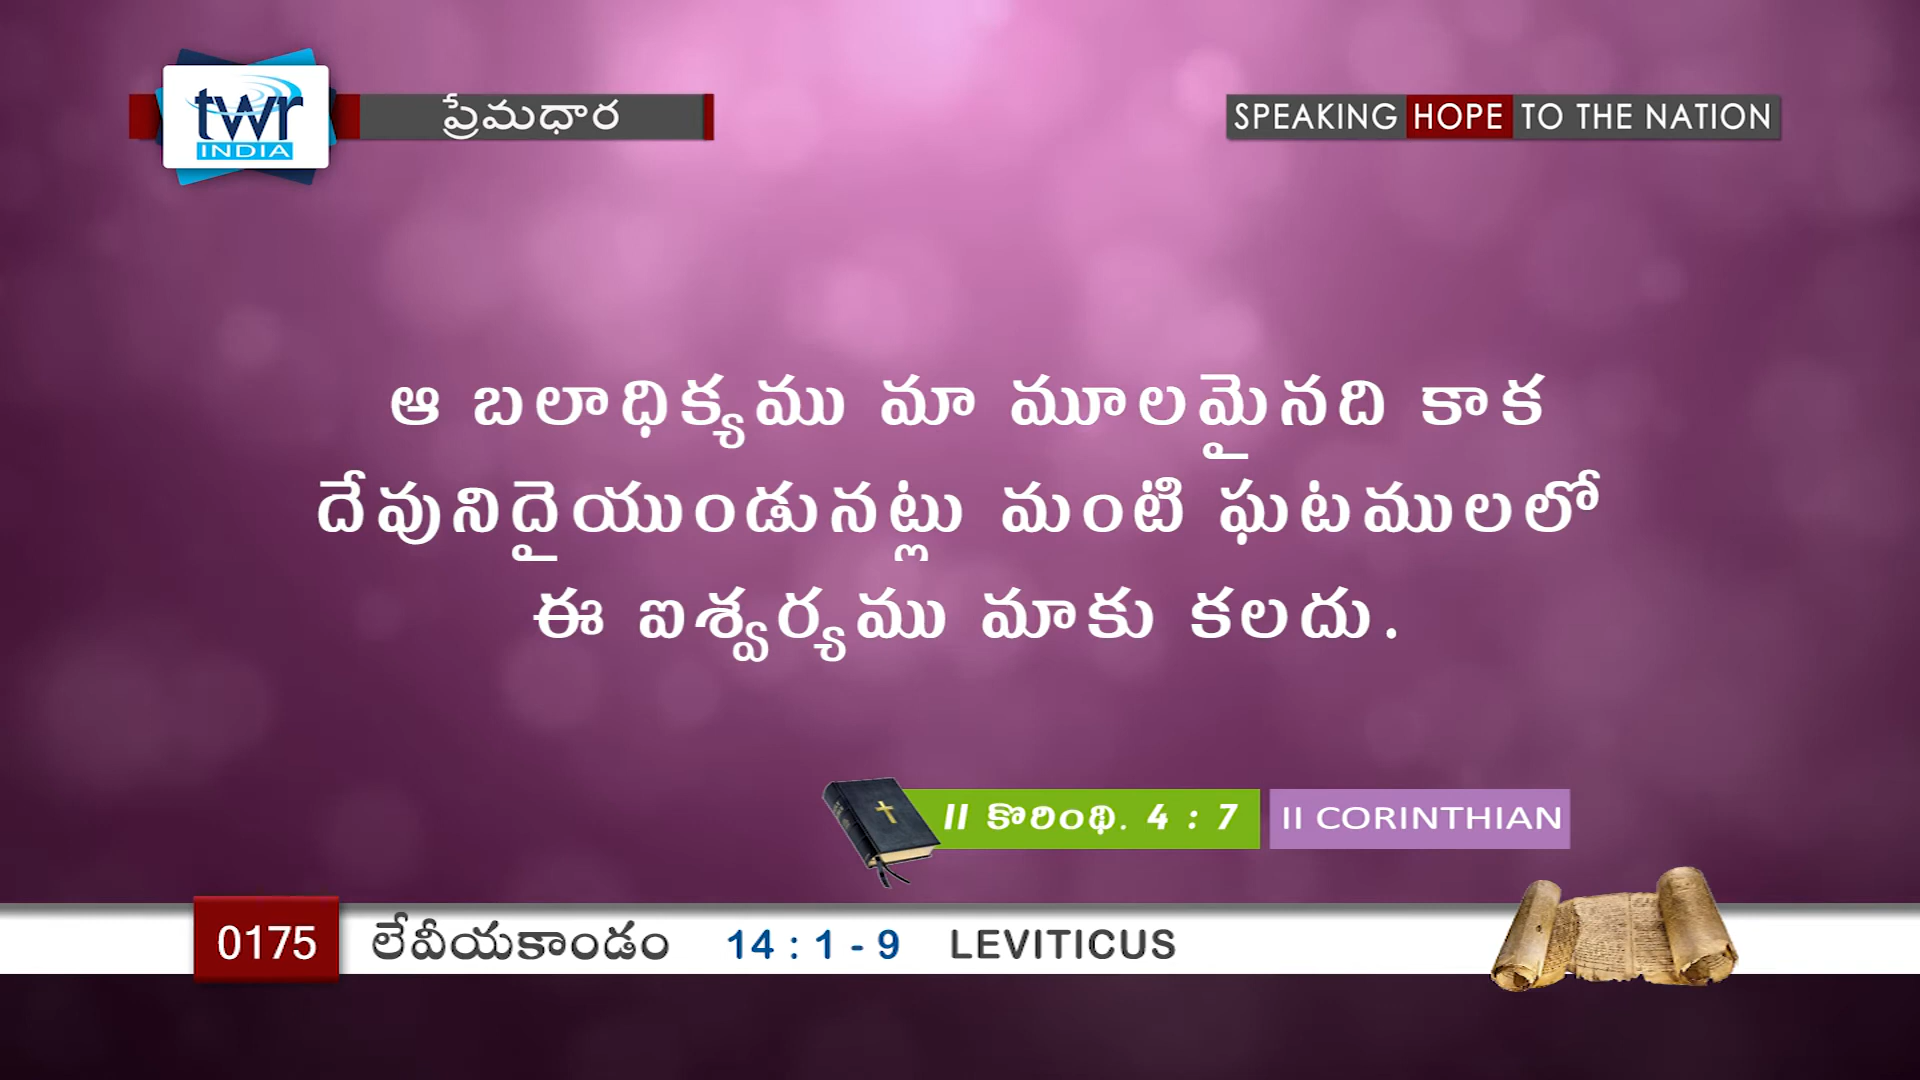 twr
INDIA
ప్రేమధార
SPEAKING HOPE TO THE NATION
ఆ బలాధిక్యము మా మూలమైనది కాక
దేవునిదైయుండునట్లు మంటి ఘటములలో
ఈ ఐశ్వర్యము మాకు కలదు.
II కొరింథి. 4 : 7
II CORINTHIAN
0175 లేవీయకాండం 14 : 1 - 9 LEVITICUS